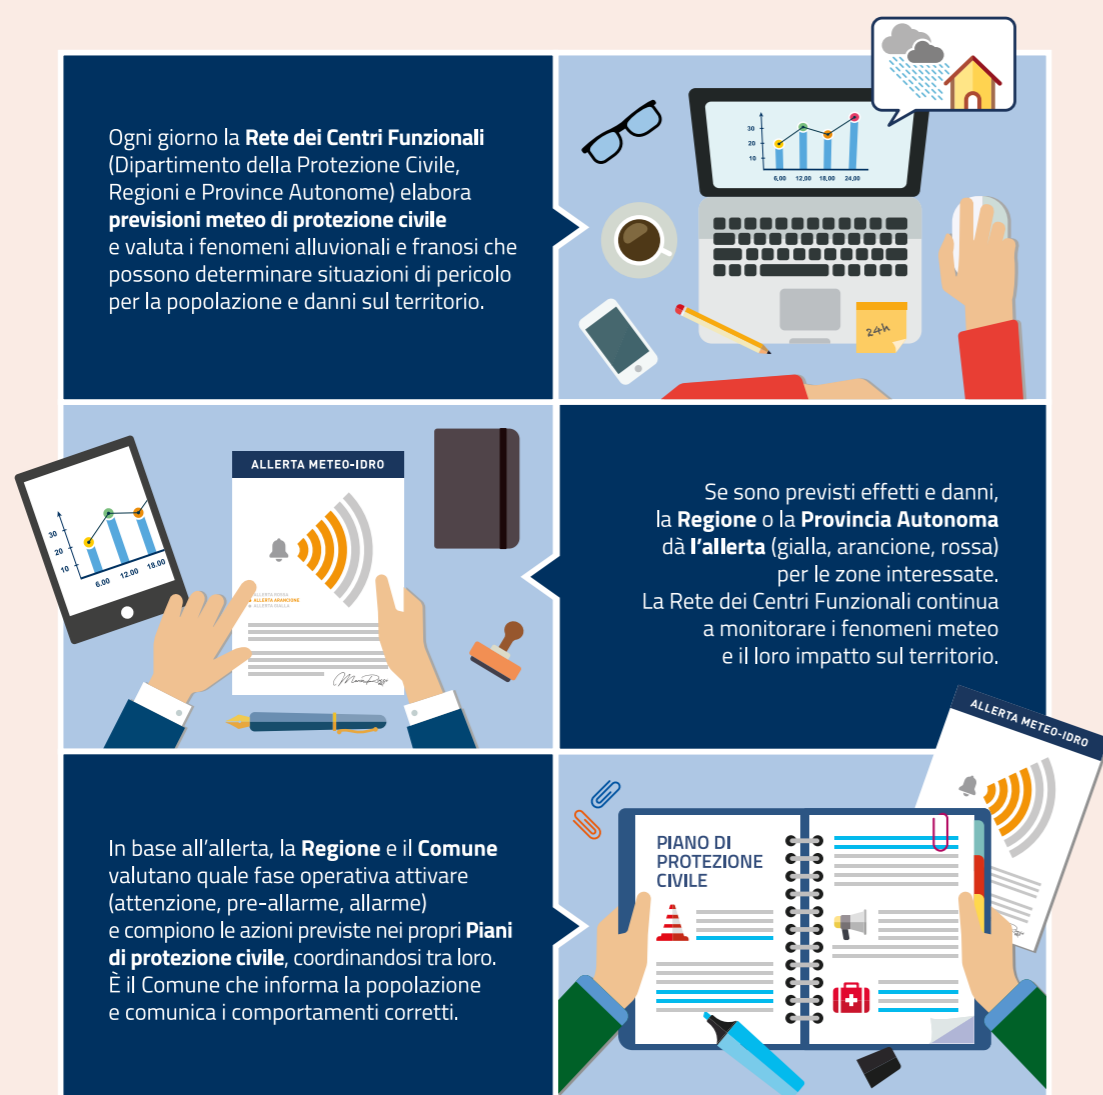 Ogni giorno la Rete dei Centri Funzionali
(Dipartimento della Protezione Civile,
Regioni e Province Autonome) elabora
previsioni meteo di protezione civile
e valuta i fenomeni alluvionali e franosi che
possono determinare situazioni di pericolo
per la popolazione e danni sul territorio.
30
20
10
6,00 12,00 18,00 24,00
24h
30
20
10
6.00 12.00 18.00
ALLERTA METEO-IDRO
ALLERTA ROSSA
ALLERTA ARANCIONE
ALLERTA GIALLA
Se sono previsti effetti e danni,
la Regione o la Provincia Autonoma
dà l'allerta (gialla, arancione, rossa)
per le zone interessate.
La Rete dei Centri Funzionali continua
a monitorare i fenomeni meteo
e il loro impatto sul territorio.
In base all'allerta, la Regione e il Comune
valutano quale fase operativa attivare
(attenzione, pre-allarme, allarme)
e compiono le azioni previste nei propri Piani
di protezione civile, coordinandosi tra loro.
È il Comune che informa la popolazione
e comunica i comportamenti corretti.
ALLERTA METEO-IDRO
PIANO DI
PROTEZIONE
CIVILE